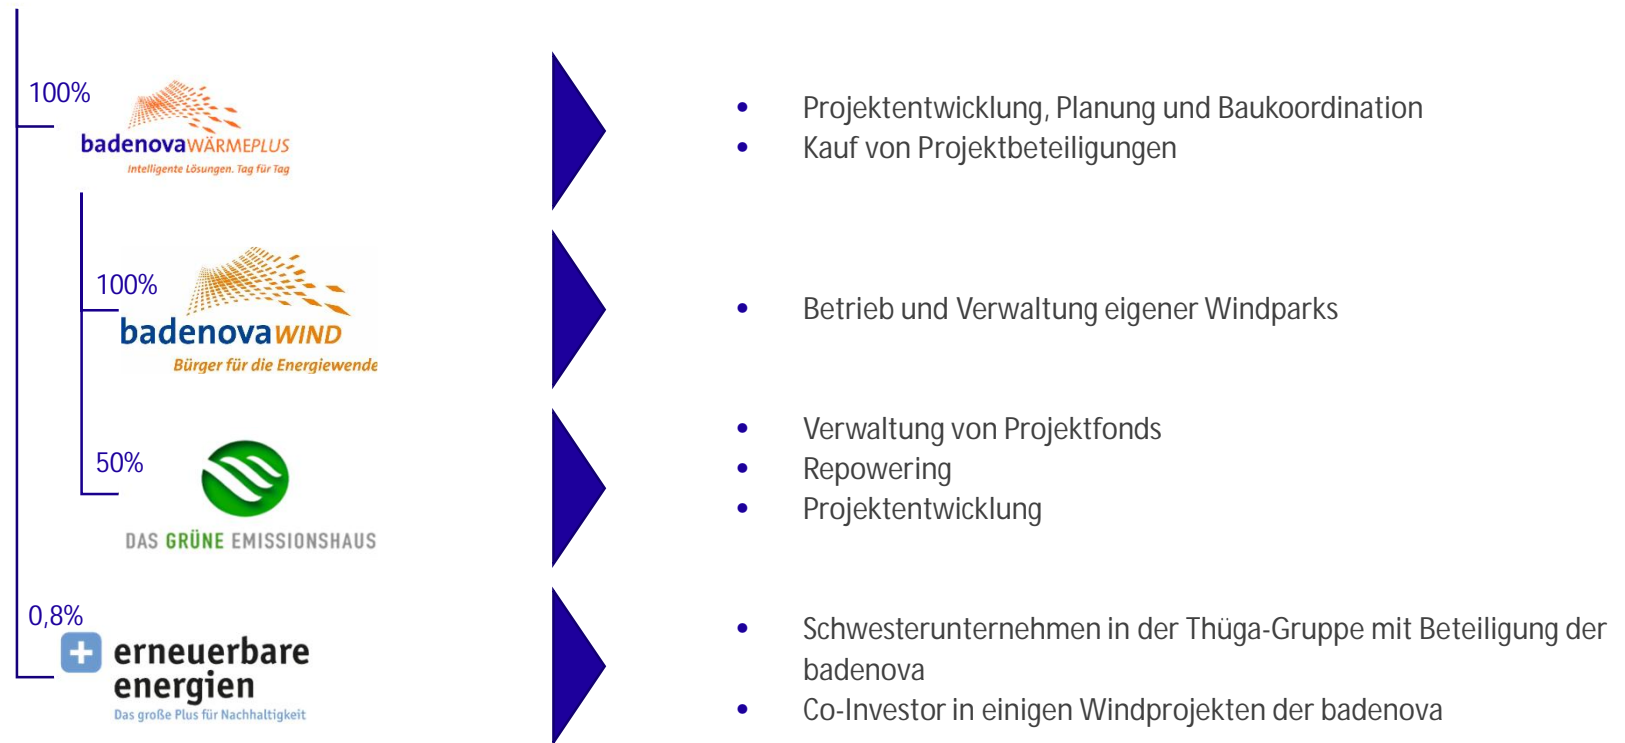 100%
badenovaWÄRMEPLUS
Intelligente Lösungen. Tag für Tag
• Projektentwicklung, Planung und Baukoordination
• Kauf von Projektbeteiligungen
100%
badenovaWIND
Bürger für die Energiewende
• Betrieb und Verwaltung eigener Windparks
50%
DAS GRÜNE EMISSIONSHAUS
• Verwaltung von Projektfonds
• Repowering
• Projektentwicklung
0,8%
+ erneuerbare
energien
Das große Plus für Nachhaltigkeit
• Schwesterunternehmen in der Thüga-Gruppe mit Beteiligung der
badenova
• Co-Investor in einigen Windprojekten der badenova